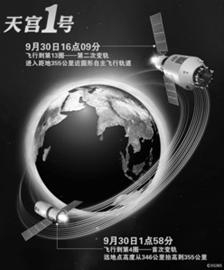 天宫1号
9月30日16点09分
飞行到第13圈——第二次变轨
进入距地355公里近圆形自主飞行轨道
9月30日1点58分
飞行到第4圈——首次变轨
远地点高度从346公里抬高到355公里